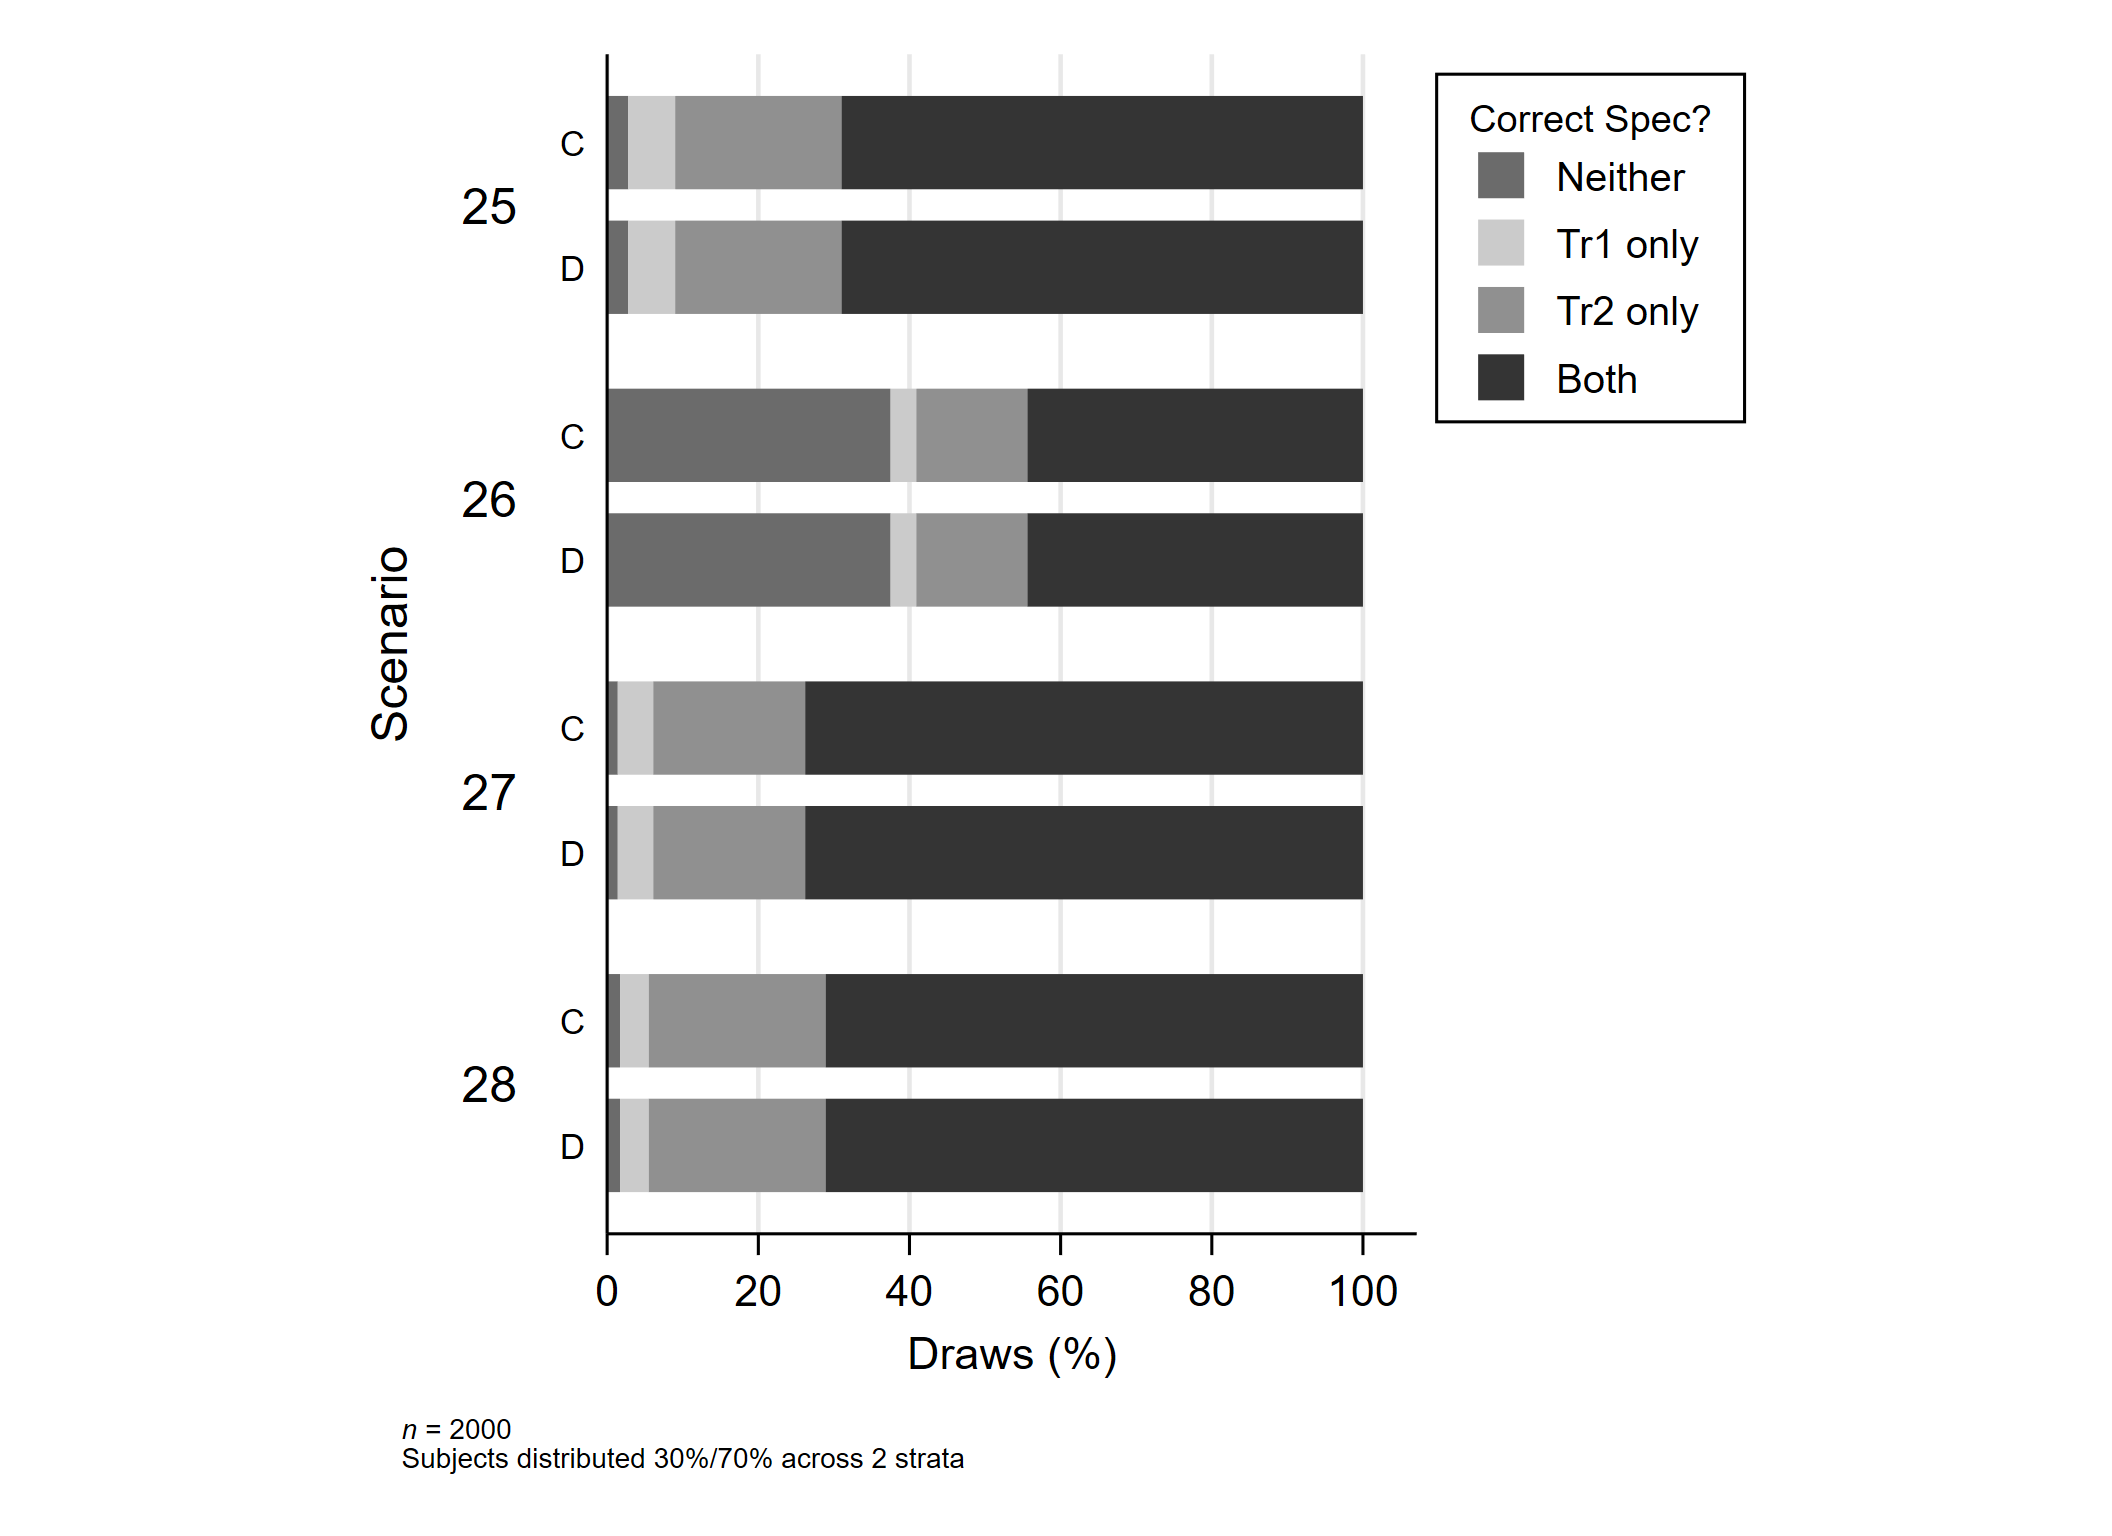 Correct Spec?
Neither
Tr1 only
Tr2 only
Both
Scenario
25
C
D
26
C
D
27
C
D
28
C
D
0 20 40 60 80 100
Draws (%)
n = 2000
Subjects distributed 30%/70% across 2 strata